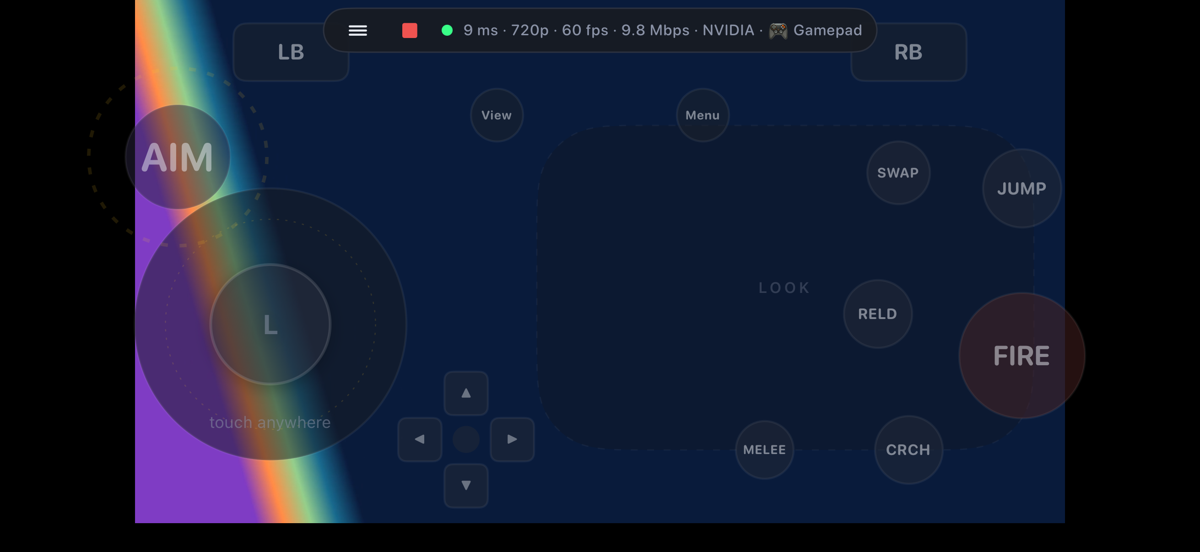 LB
9 ms · 720p · 60 fps · 9.8 Mbps · NVIDIA · 🎮 Gamepad
RB
View
Menu
AIM
SWAP
JUMP
LOOK
RELD
L
FIRE
touch anywhere
MELEE
CRCH